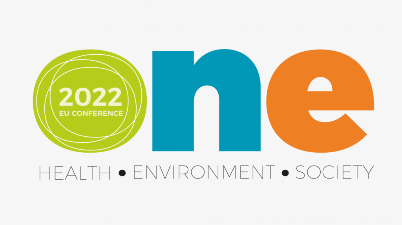 one
2022
EU CONFERENCE
HEALTH • ENVIRONMENT • SOCIETY